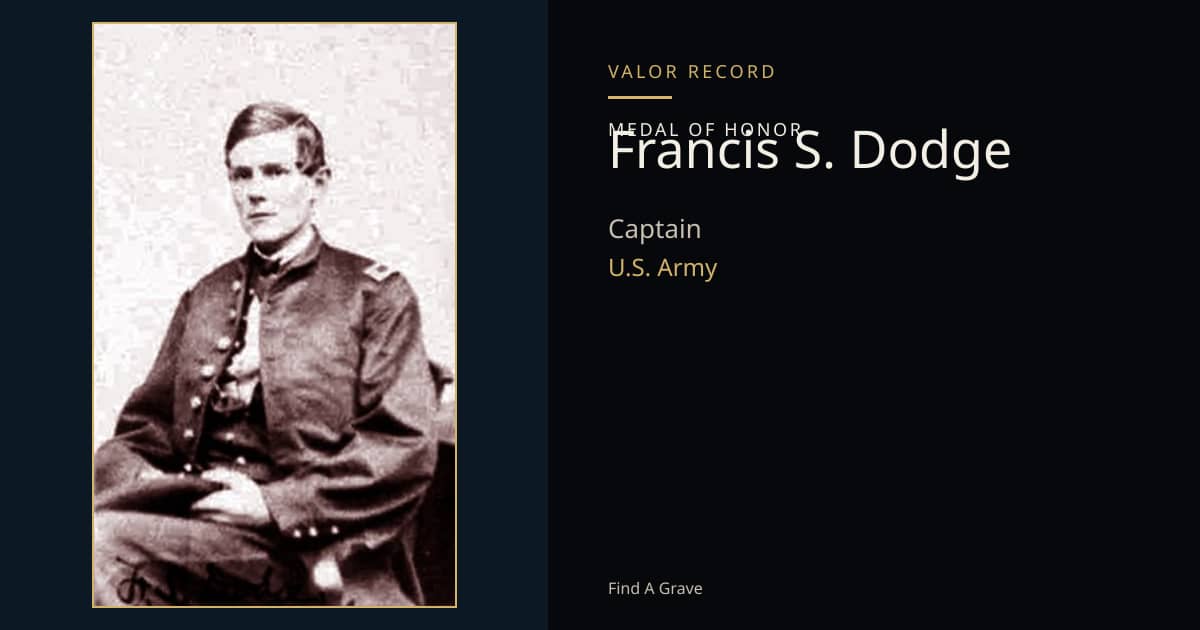 VALOR RECORD
MEDAL OF HONOR
Francis S. Dodge
Captain
U.S. Army
Find A Grave